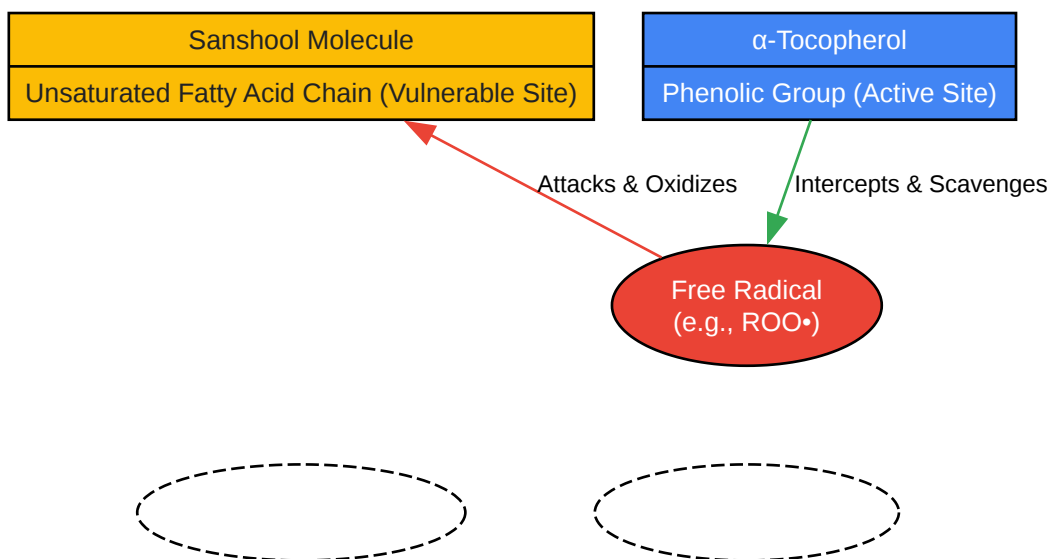 Sanshool Molecule
Unsaturated Fatty Acid Chain (Vulnerable Site)
α-Tocopherol
Phenolic Group (Active Site)
Attacks & Oxidizes
Intercepts & Scavenges
Free Radical
(e.g., ROO•)